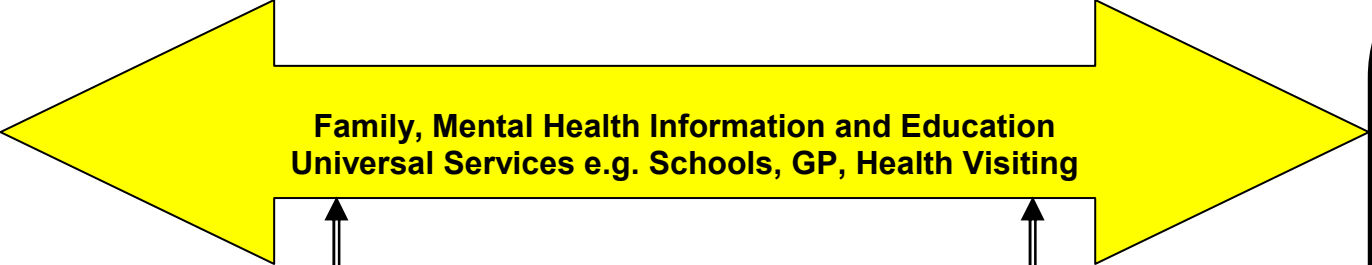 Family, Mental Health Information and Education
Universal Services e.g. Schools, GP, Health Visiting